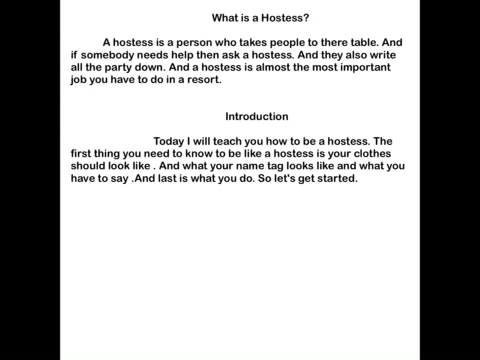 What is a Hostess?
A hostess is a person who takes people to there table. And
if somebody needs help then ask a hostess. And they also write
all the party down. And a hostess is almost the most important
job you have to do in a resort.
Introduction
Today I will teach you how to be a hostess. The
first thing you need to know to be like a hostess is your clothes
should look like . And what your name tag looks like and what you
have to say .And last is what you do. So let's get started.